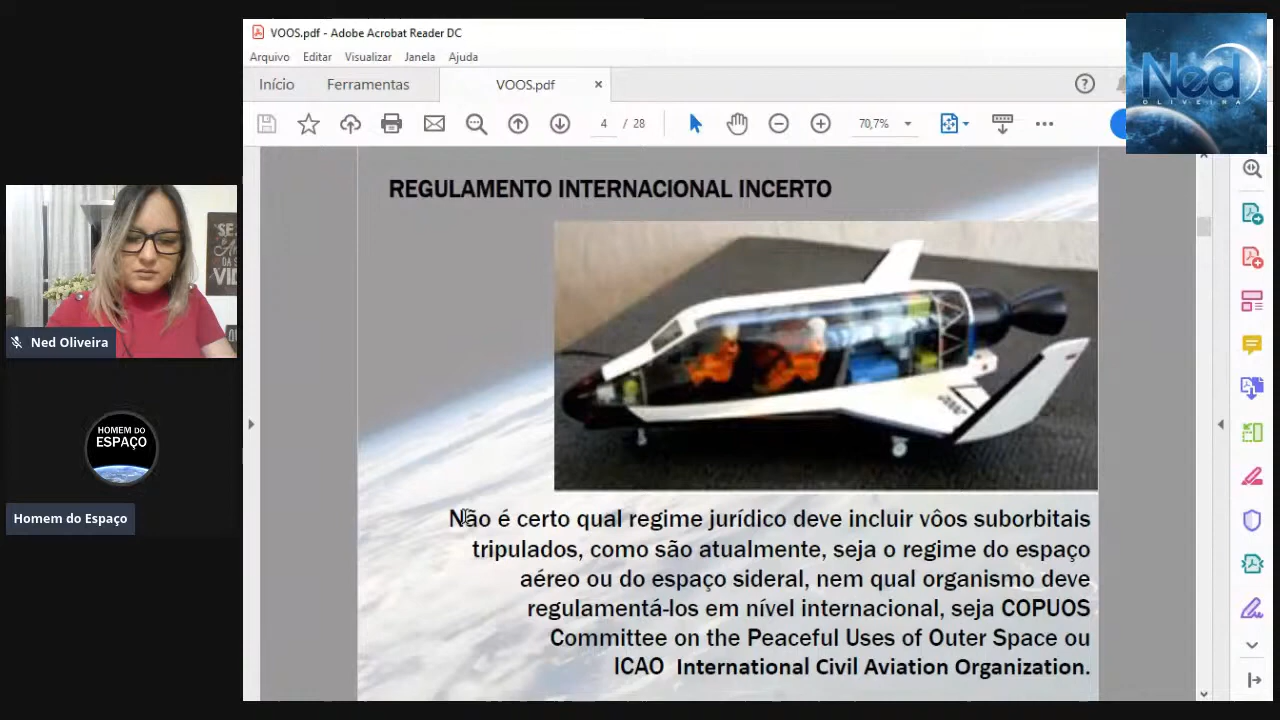 VOOS.pdf - Adobe Acrobat Reader DC
Arquivo Editar Visualizar Janela Ajuda
Início Ferramentas VOOS.pdf
4 / 28 70,7%
Ned
OLIVEIRA
REGULAMENTO INTERNACIONAL INCERTO
SE
DA
VID
Ned Oliveira
HOMEM DO
ESPAÇO
Homem do Espaço
Não é certo qual regime jurídico deve incluir vôos suborbitais
tripulados, como são atualmente, seja o regime do espaço
aéreo ou do espaço sideral, nem qual organismo deve
regulamentá-los em nível internacional, seja COPUOS
Committee on the Peaceful Uses of Outer Space ou
ICAO International Civil Aviation Organization.